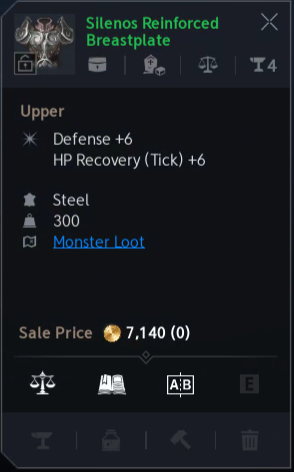 Silenos Reinforced
Breastplate
4
Upper
Defense +6
HP Recovery (Tick) +6
Steel
300
Monster Loot
Sale Price 7,140 (0)
A B
E